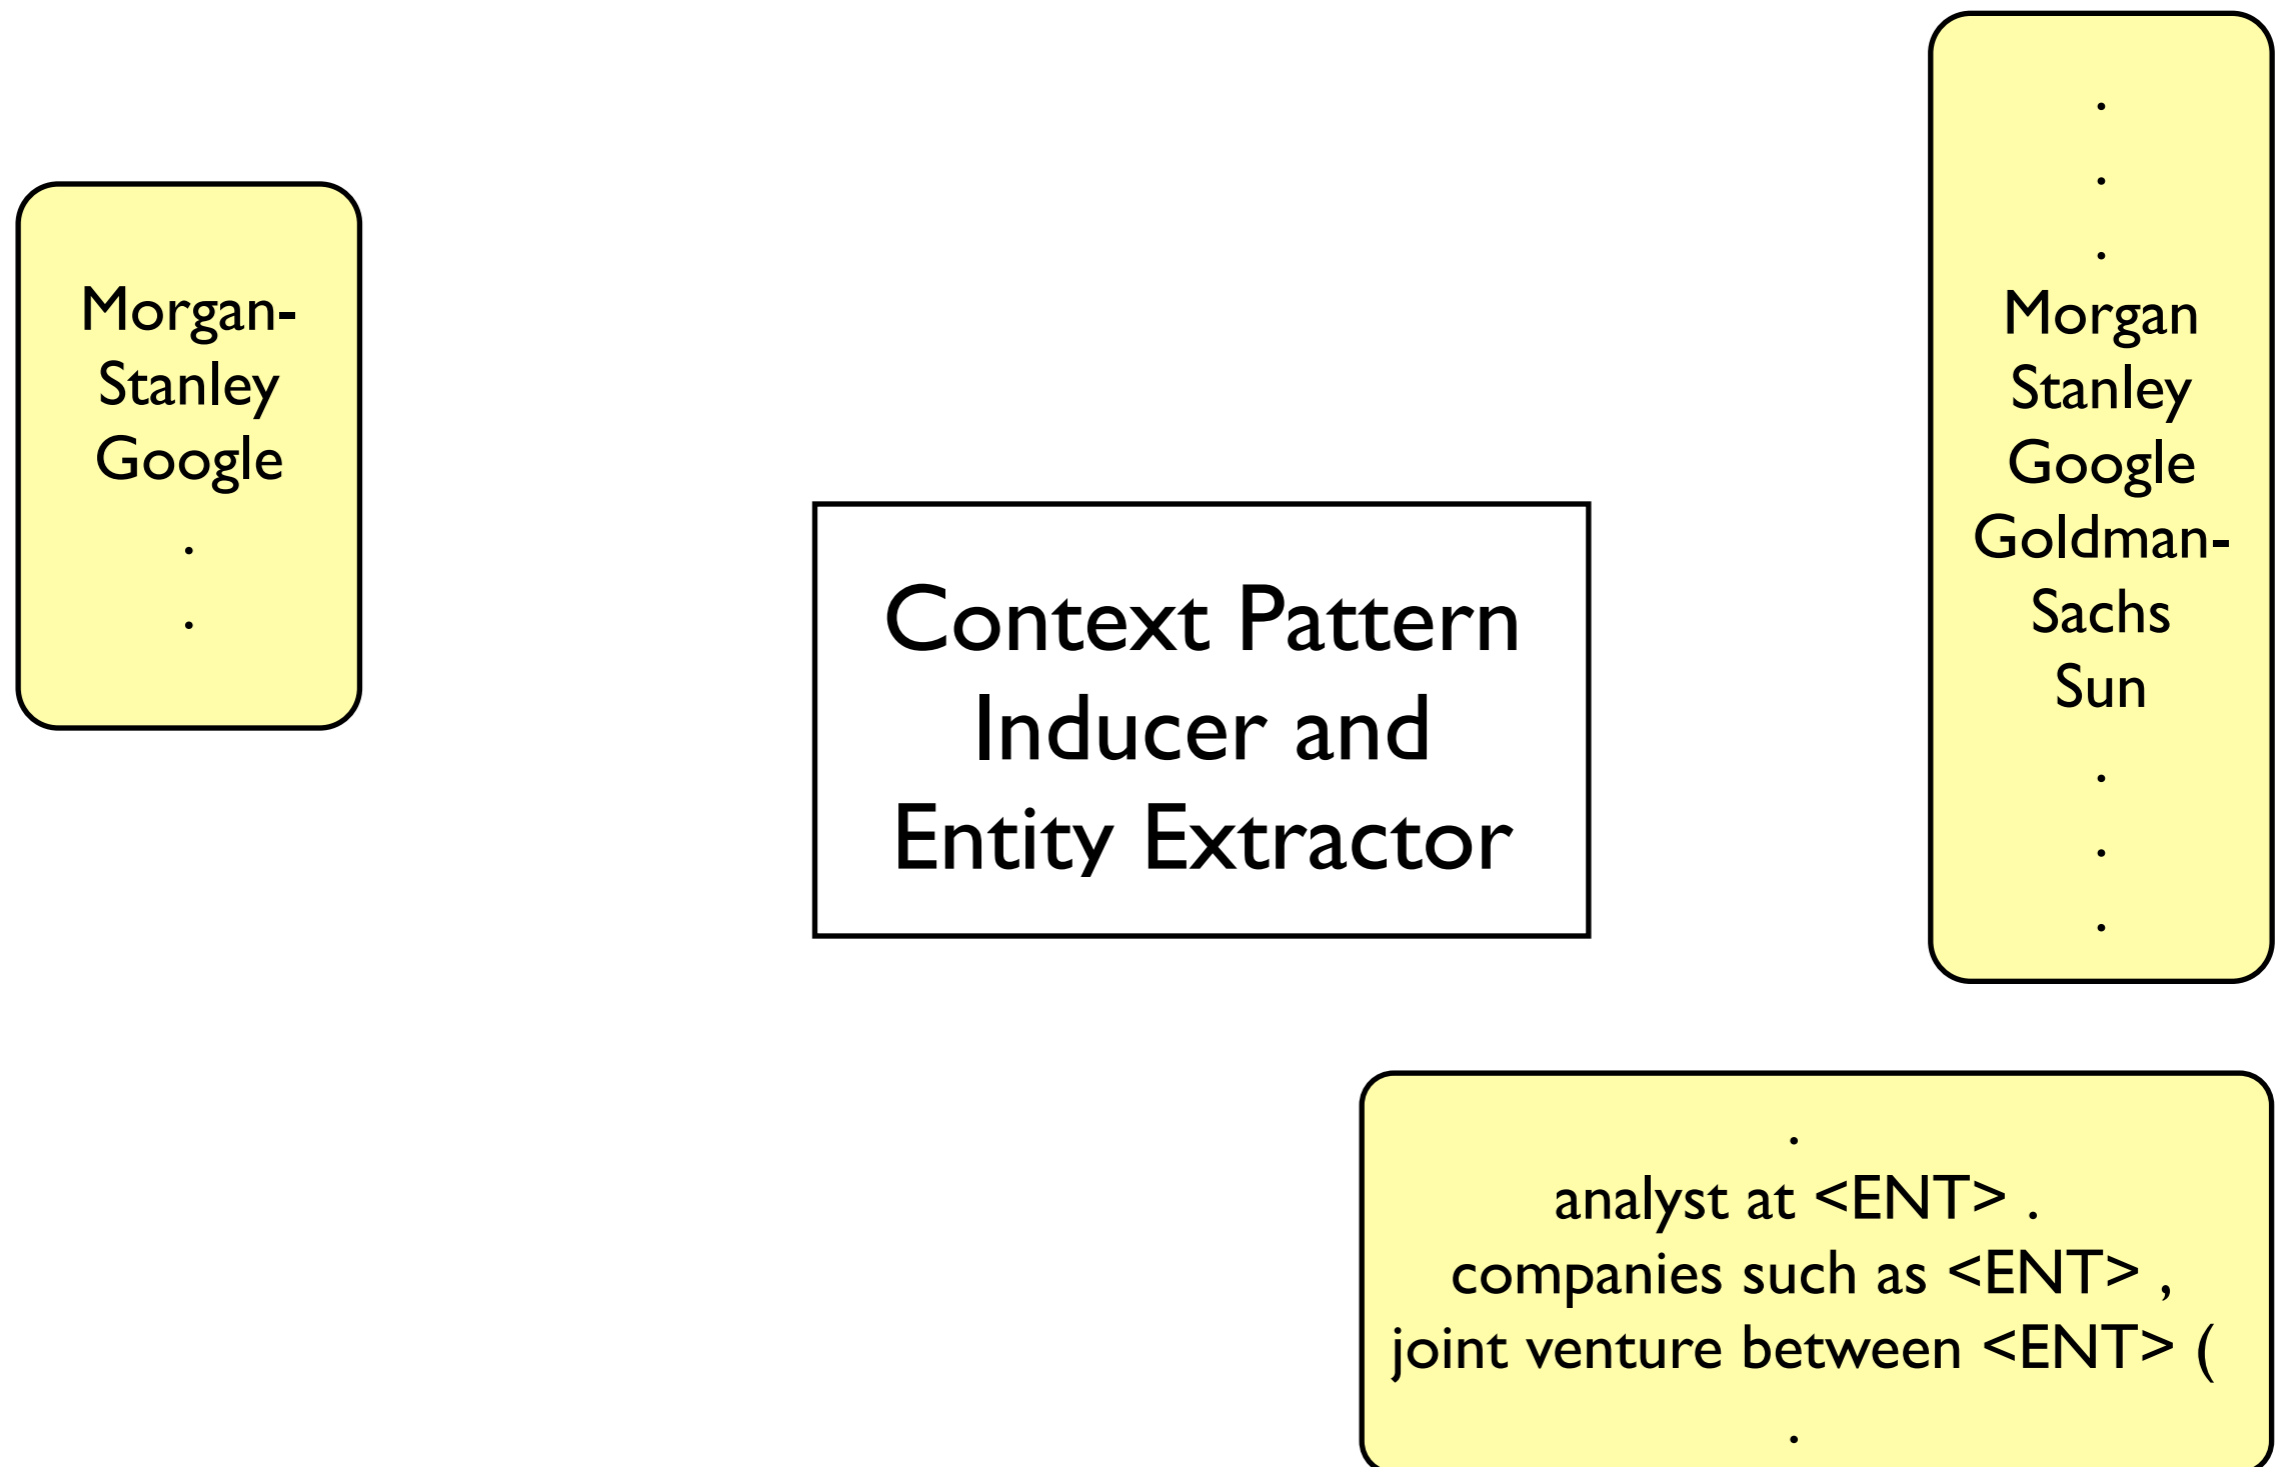 Morgan-
Stanley
Google
.
.
Context Pattern
Inducer and
Entity Extractor
.
.
.
Morgan
Stanley
Google
Goldman-
Sachs
Sun
.
.
.
.
analyst at <ENT> .
companies such as <ENT> ,
joint venture between <ENT> (
.